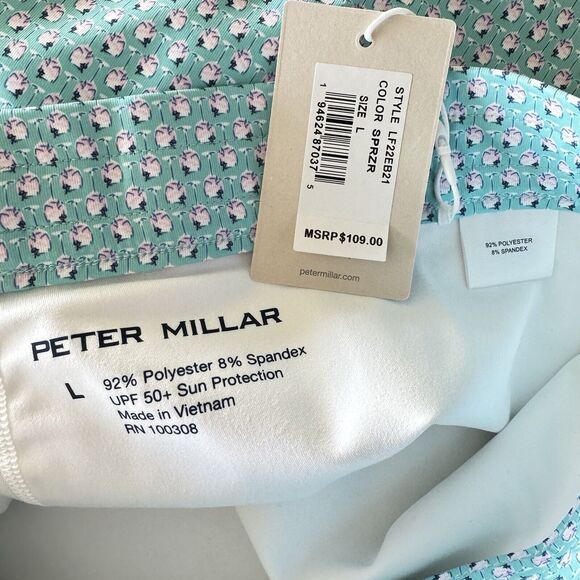 STYLE LF22EB21
COLOR SPRZR
SIZE L
1 94624 87037 5
MSRP $109.00
petermillar.com
92% POLYESTER
8% SPANDEX
PETER MILLAR
L
92% Polyester 8% Spandex
UPF 50+ Sun Protection
Made in Vietnam
RN 100308